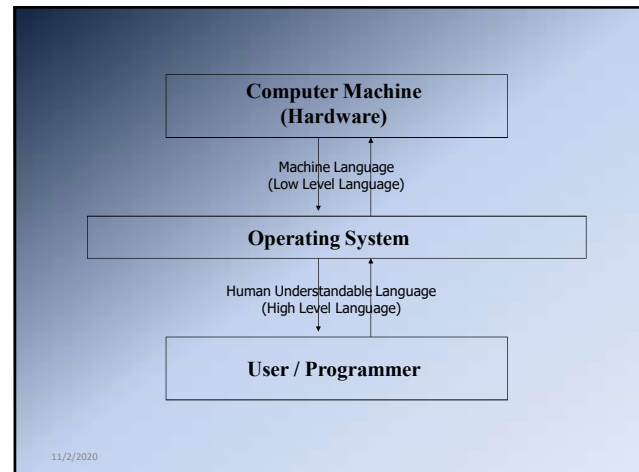 Computer Machine
(Hardware)
Machine Language
(Low Level Language)
Operating System
Human Understandable Language
(High Level Language)
User / Programmer
11/2/2020